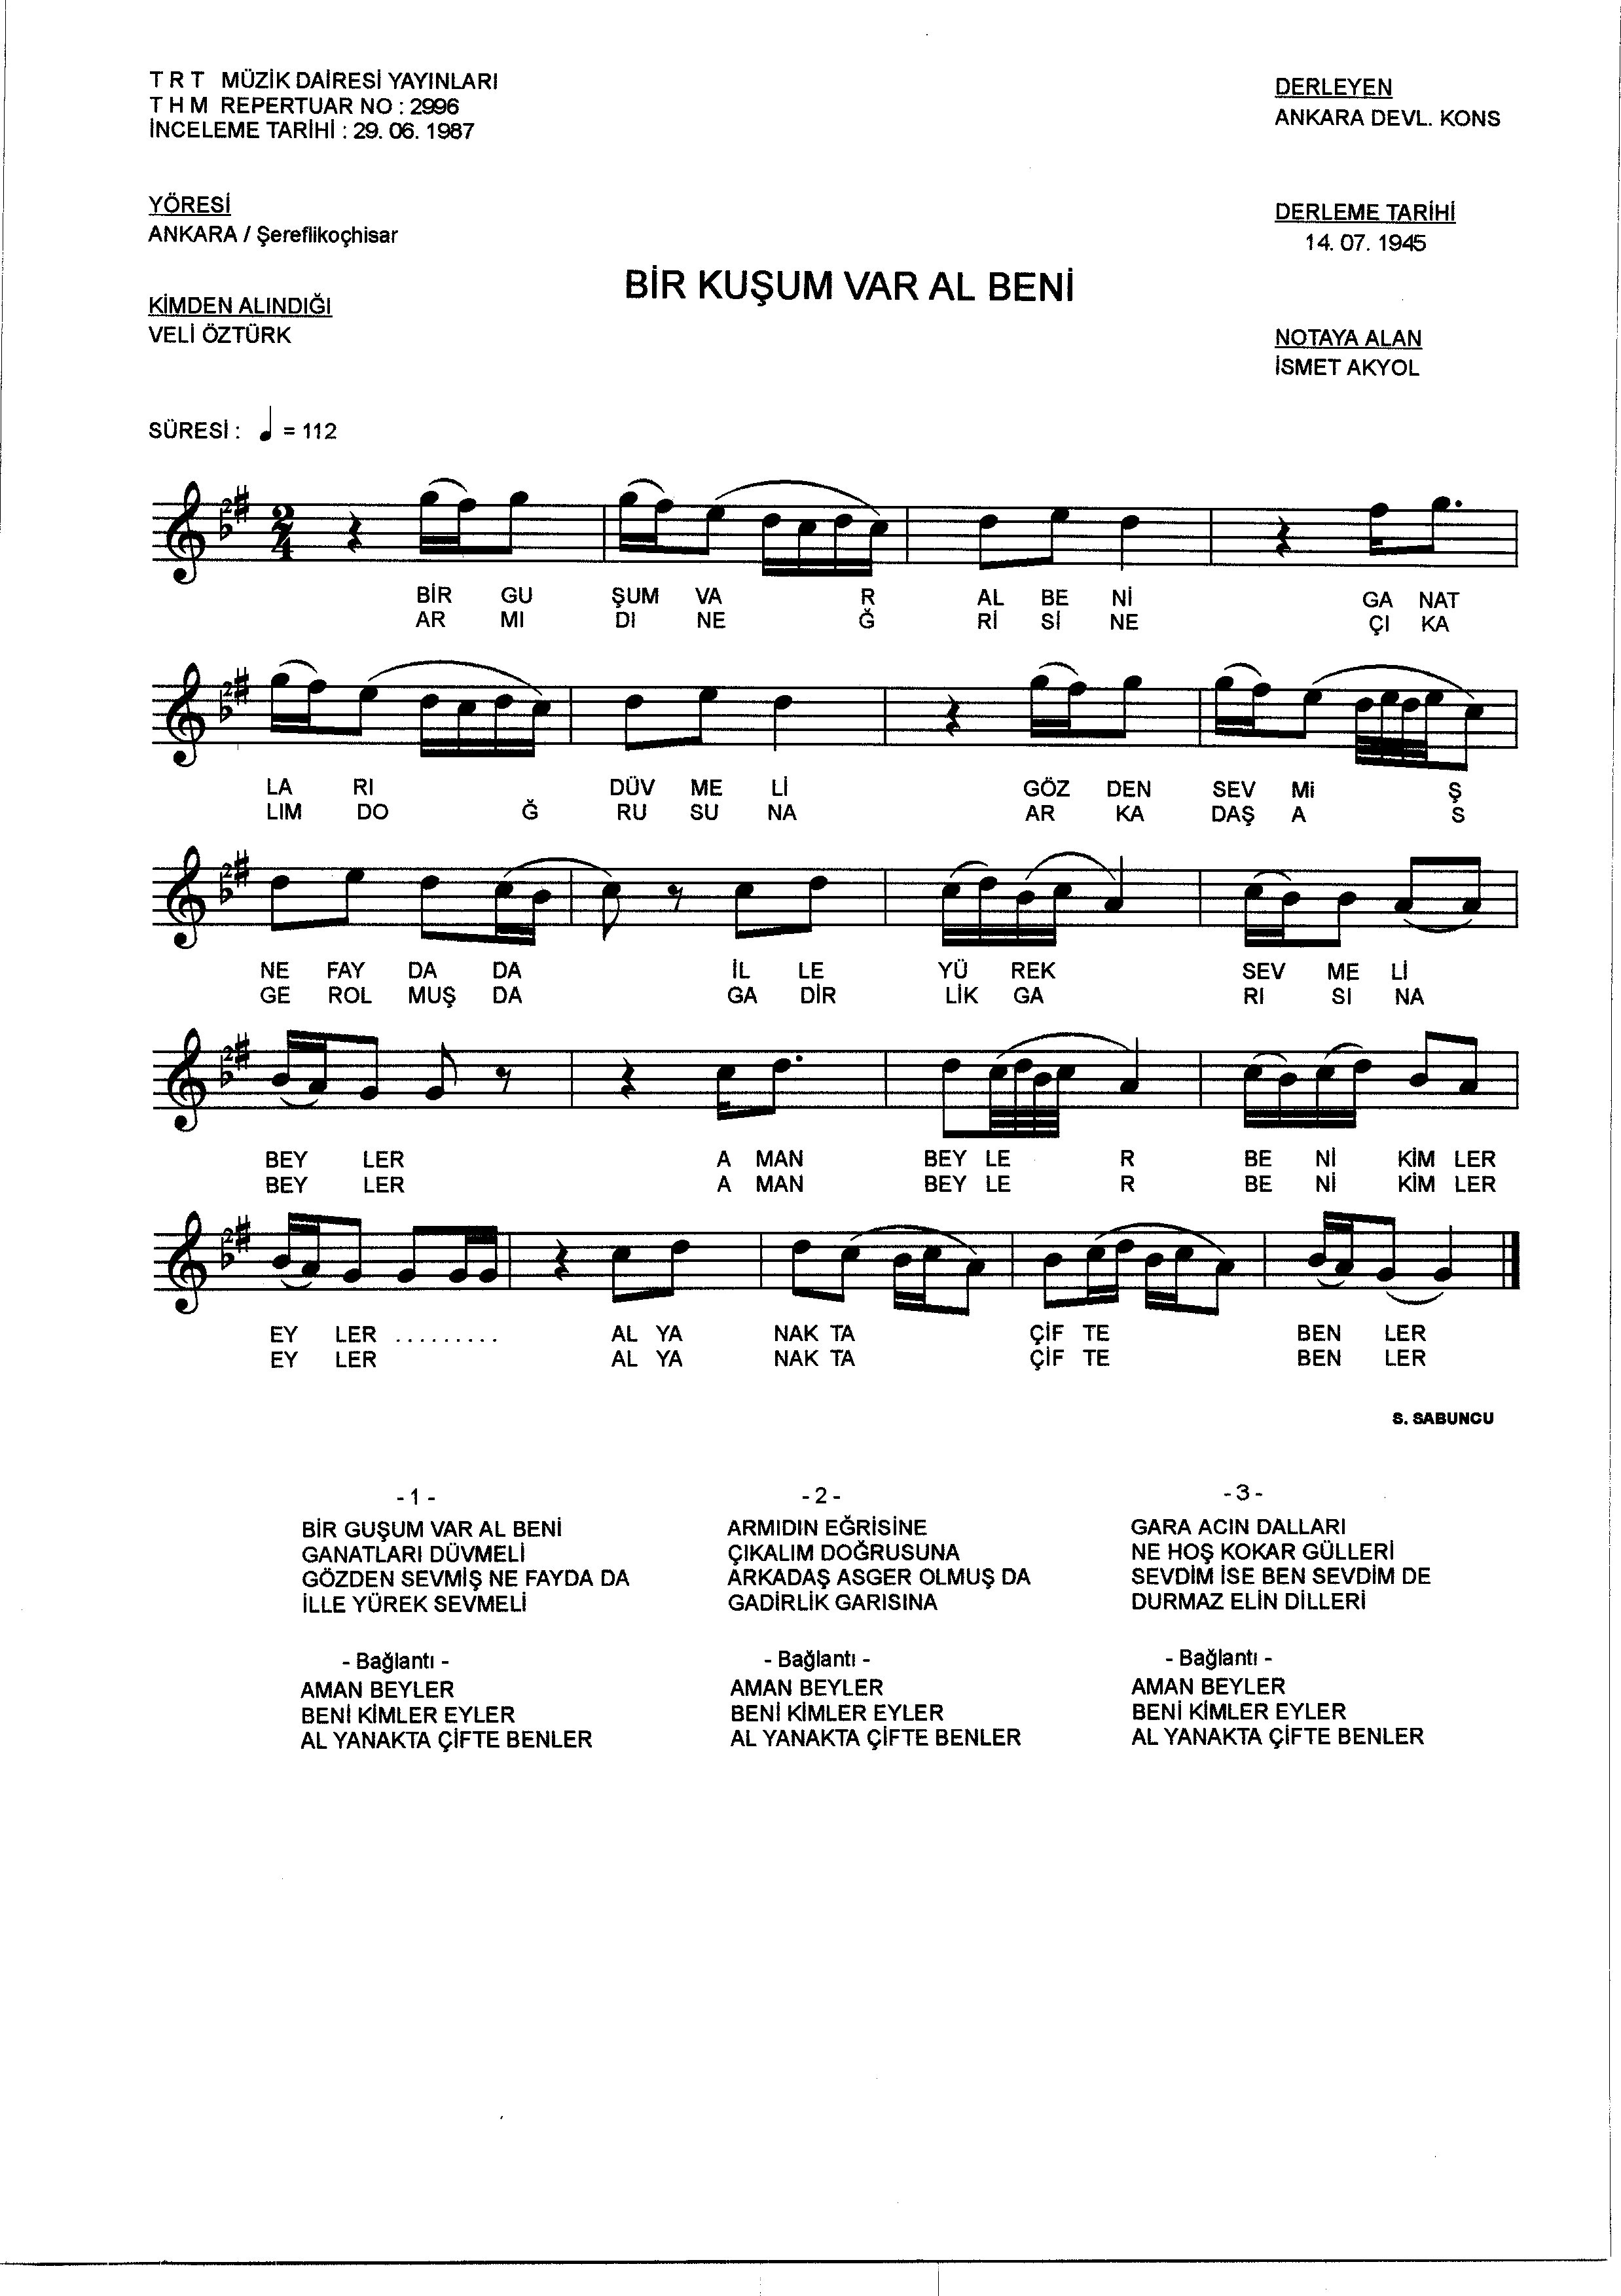 T R T MÜZİK DAİRESİ YAYINLARI
T H M REPERTUAR NO : 2996
İNCELEME TARİHİ : 29. 06. 1987
DERLEYEN
ANKARA DEVL. KONS
YÖRESİ
ANKARA / Şereflikoçhisar
DERLEME TARİHİ
14. 07. 1945
BİR KUŞUM VAR AL BENİ
KİMDEN ALINDIĞI
VELİ ÖZTÜRK
NOTAYA ALAN
İSMET AKYOL
SÜRESİ : = 112
2
4
BİR GU ŞUM VA R AL BE Nİ GA NAT
AR MI DI NE Ğ Rİ Sİ NE ÇI KA
LA RI DÜV ME Lİ GÖZ DEN SEV Mİ Ş
LIM DO Ğ RU SU NA AR KA DAŞ A S
NE FAY DA DA İL LE YÜ REK SEV ME Lİ
GE ROL MUŞ DA GA DİR LİK GA RI SI NA
BEY LER A MAN BEY LE R BE Nİ KİM LER
BEY LER A MAN BEY LE R BE Nİ KİM LER
EY LER ......... AL YA NAK TA ÇİF TE BEN LER
EY LER AL YA NAK TA ÇİF TE BEN LER
S. SABUNCU
- 1 -
BİR GUŞUM VAR AL BENİ
GANATLARI DÜVMELİ
GÖZDEN SEVMİŞ NE FAYDA DA
İLLE YÜREK SEVMELİ
- Bağlantı -
AMAN BEYLER
BENİ KİMLER EYLER
AL YANAKTA ÇİFTE BENLER
- 2 -
ARMIDIN EĞRİSİNE
ÇIKALIM DOĞRUSUNA
ARKADAŞ ASGER OLMUŞ DA
GADİRLİK GARISINA
- Bağlantı -
AMAN BEYLER
BENİ KİMLER EYLER
AL YANAKTA ÇİFTE BENLER
- 3 -
GARA ACIN DALLARI
NE HOŞ KOKAR GÜLLERİ
SEVDİM İSE BEN SEVDİM DE
DURMAZ ELİN DİLLERİ
- Bağlantı -
AMAN BEYLER
BENİ KİMLER EYLER
AL YANAKTA ÇİFTE BENLER